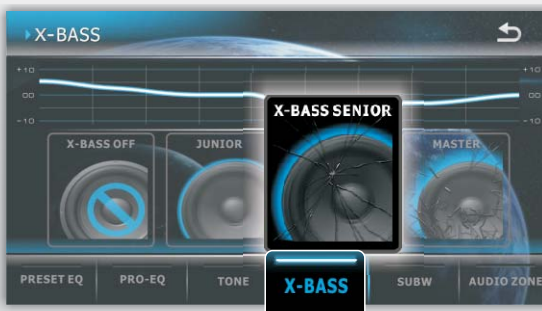 X-BASS
+10
+10
00
00
-10
-10
X-BASS OFF
JUNIOR
X-BASS SENIOR
MASTER
PRESET EQ
PRO-EQ
TONE
X-BASS
SUBW
AUDIO ZONE